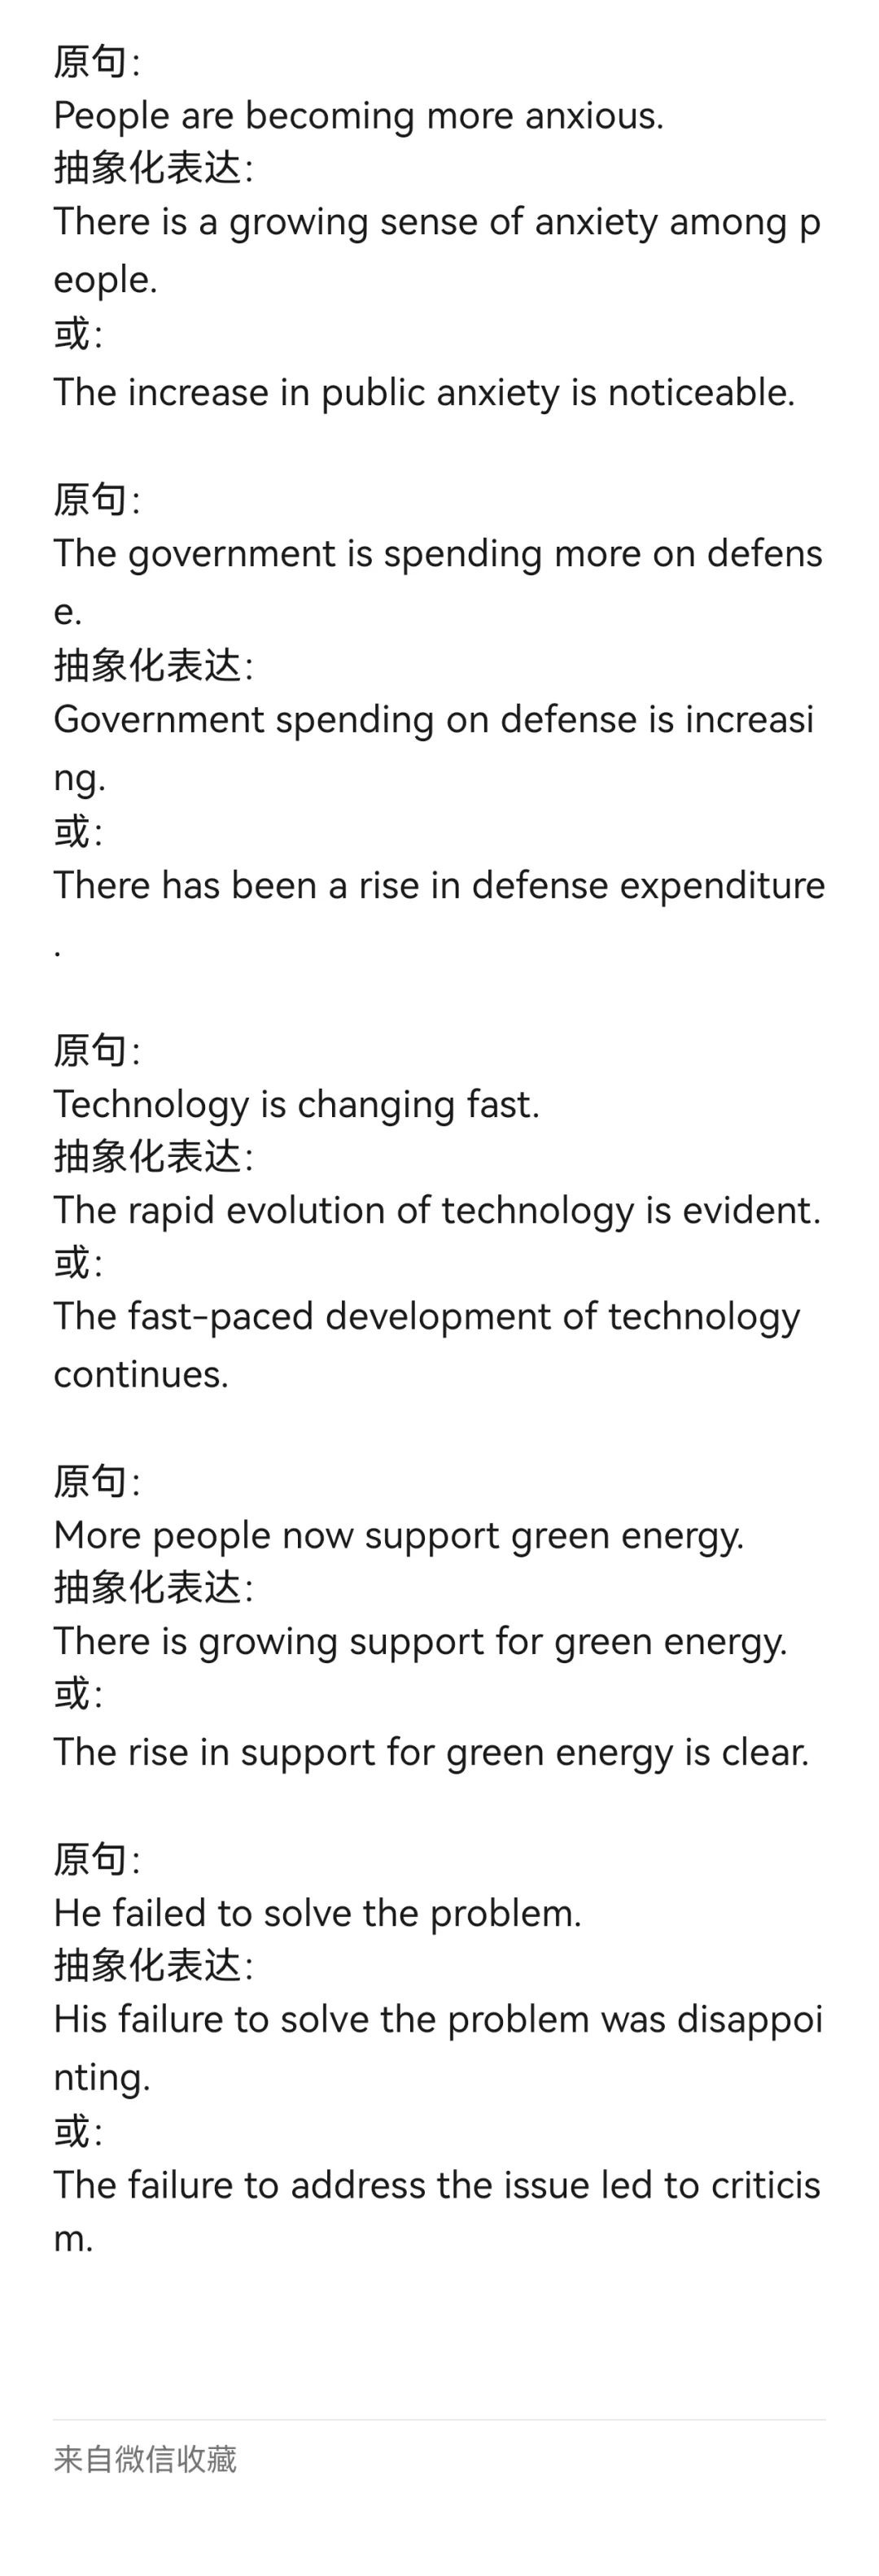 原句：
People are becoming more anxious.
抽象化表达：
There is a growing sense of anxiety among p
eople.
或：
The increase in public anxiety is noticeable.
原句：
The government is spending more on defens
e.
抽象化表达：
Government spending on defense is increasi
ng.
或：
There has been a rise in defense expenditure
.
原句：
Technology is changing fast.
抽象化表达：
The rapid evolution of technology is evident.
或：
The fast-paced development of technology
continues.
原句：
More people now support green energy.
抽象化表达：
There is growing support for green energy.
或：
The rise in support for green energy is clear.
原句：
He failed to solve the problem.
抽象化表达：
His failure to solve the problem was disappoi
nting.
或：
The failure to address the issue led to criticis
m.
来自微信收藏